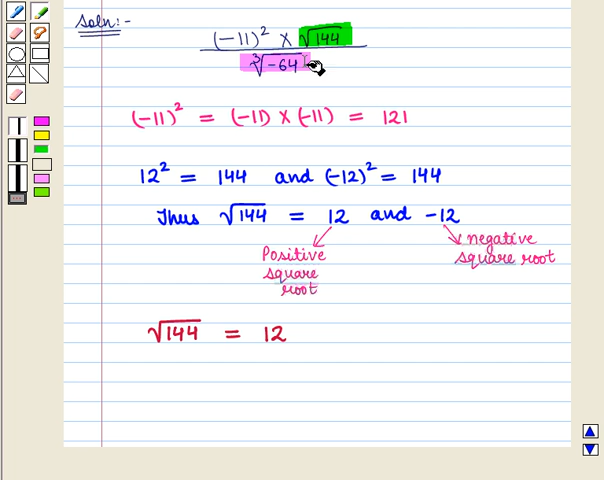 Soln:-
(-11)² × √144
∛-64
(-11)² = (-11) × (-11) = 121
12² = 144 and (-12)² = 144
Thus √144 = 12 and -12
Positive square root
negative square root
√144 = 12